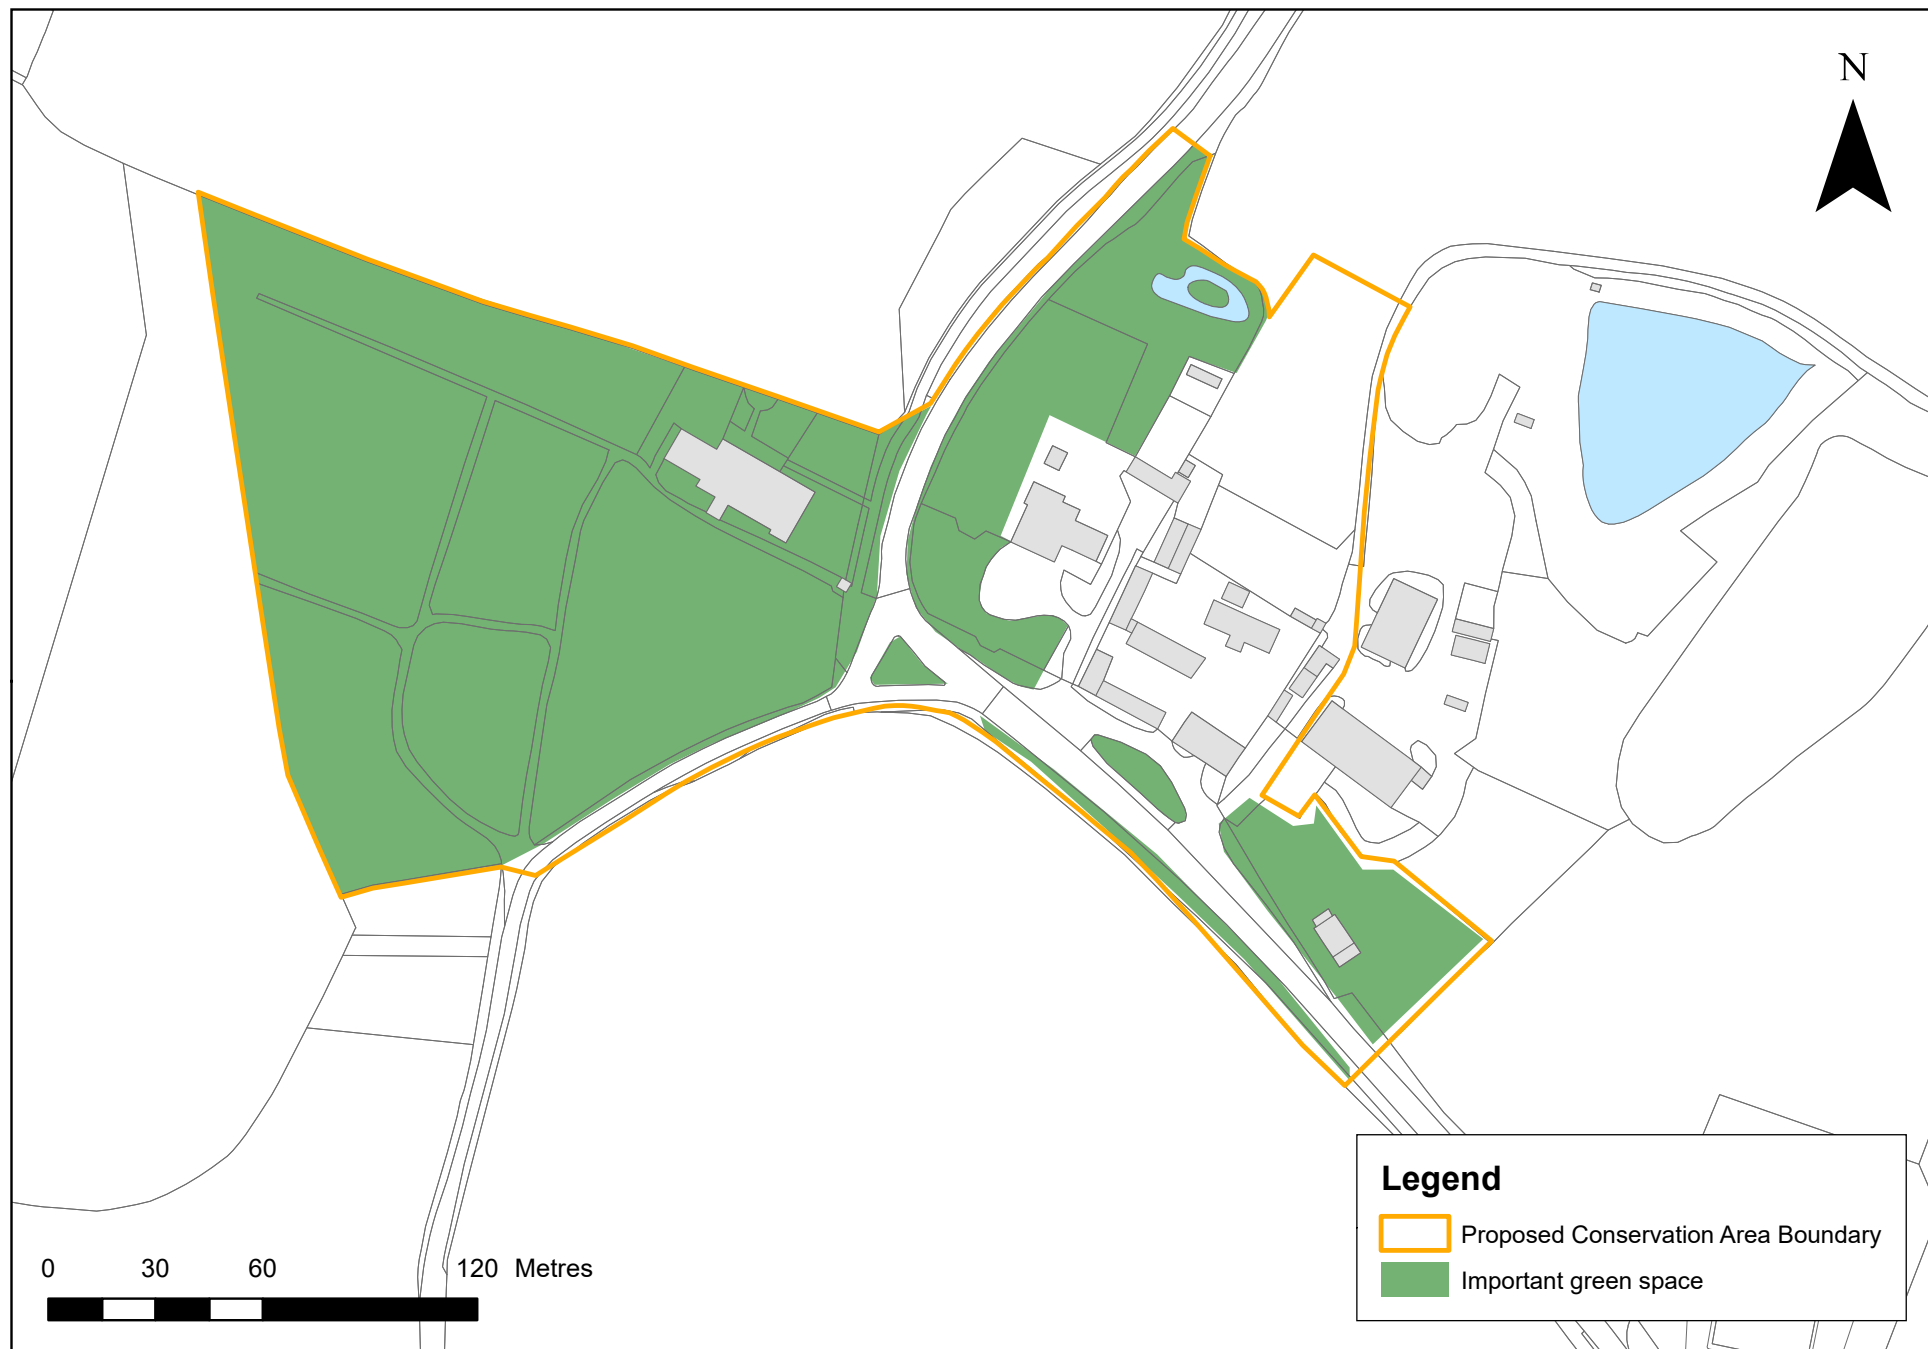 N
Legend
Proposed Conservation Area Boundary
Important green space
0 30 60 120 Metres